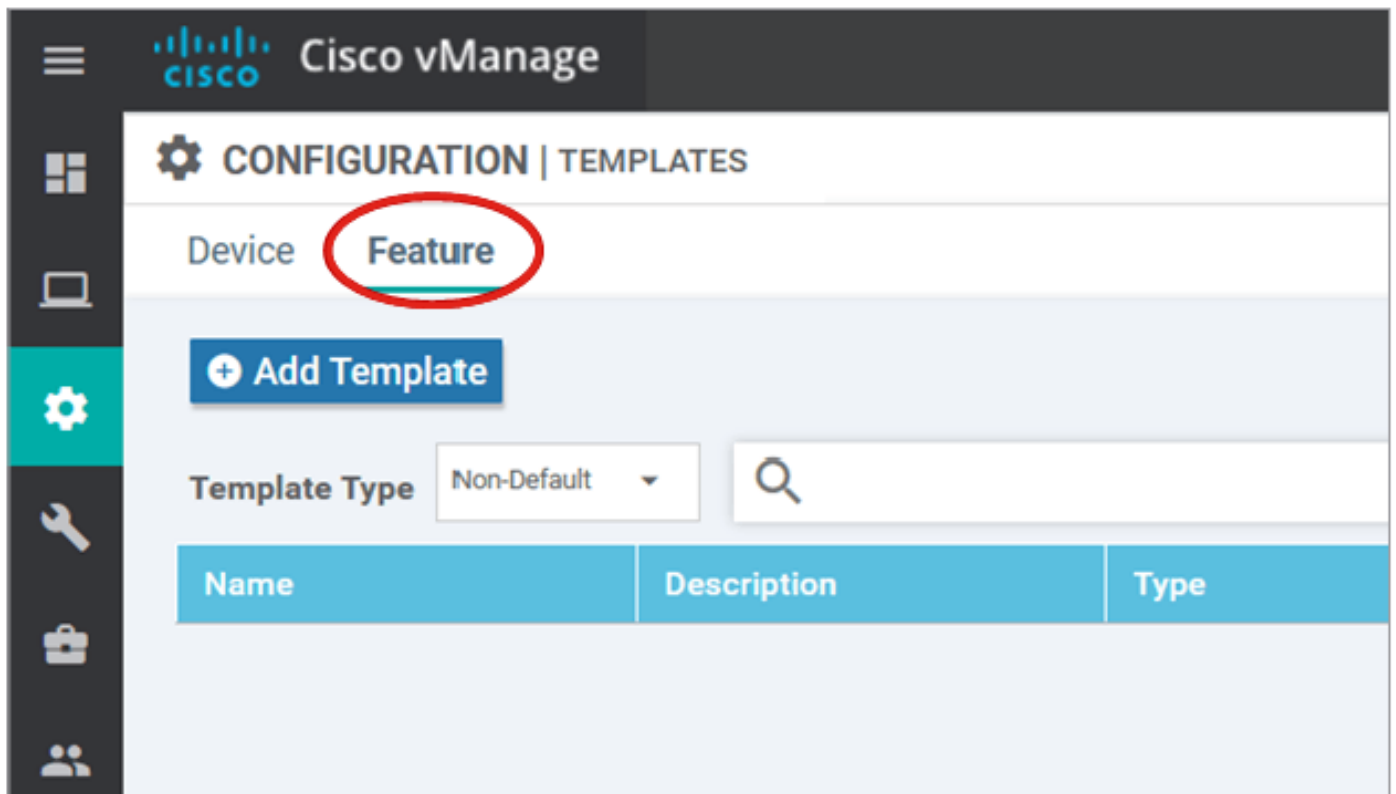 CISCO Cisco vManage
CONFIGURATION | TEMPLATES
Device Feature
Add Template
Template Type Non-Default
Name Description Type